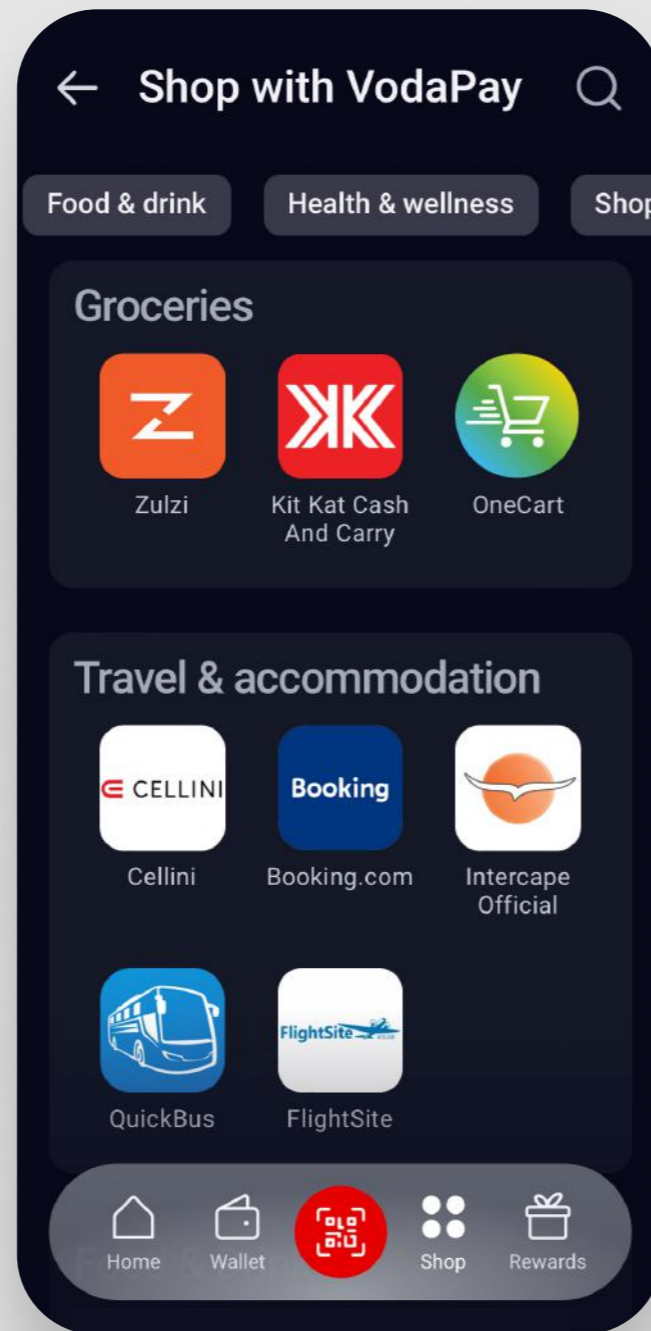 Shop with VodaPay
Food & drink
Health & wellness
Shop
Groceries
Zulzi
Kit Kat Cash
And Carry
OneCart
Travel & accommodation
CELLINI
Booking
Cellini
Booking.com
Intercape
Official
FlightSite
QuickBus
FlightSite
Home
Wallet
Shop
Rewards